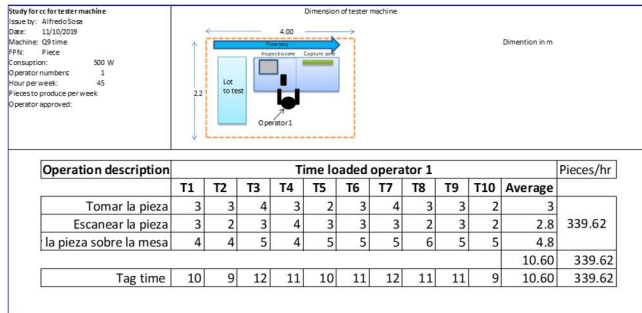 Study for cc for tester machine
Issue by: Alfredo Sosa
Date: 11/10/2019
Machine: Q9 time
FPN: Piece
Consuption: 500 W
Operator numbers: 1
Hour per week: 45
Pieces to produce per week
Operator approved:
Dimension of tester machine
4.00
Dimention in m
Inspection zone Capture zone
Lot
to test
2.2
Operator 1
Operation description Time loaded operator 1 Pieces/hr
T1 T2 T3 T4 T5 T6 T7 T8 T9 T10 Average
Tomar la pieza 3 3 4 3 2 3 4 3 3 2 3
Escanear la pieza 3 2 3 4 3 3 3 2 3 2 2.8 339.62
la pieza sobre la mesa 4 4 5 4 5 5 5 6 5 5 4.8
10.60 339.62
Tag time 10 9 12 11 10 11 12 11 11 9 10.60 339.62